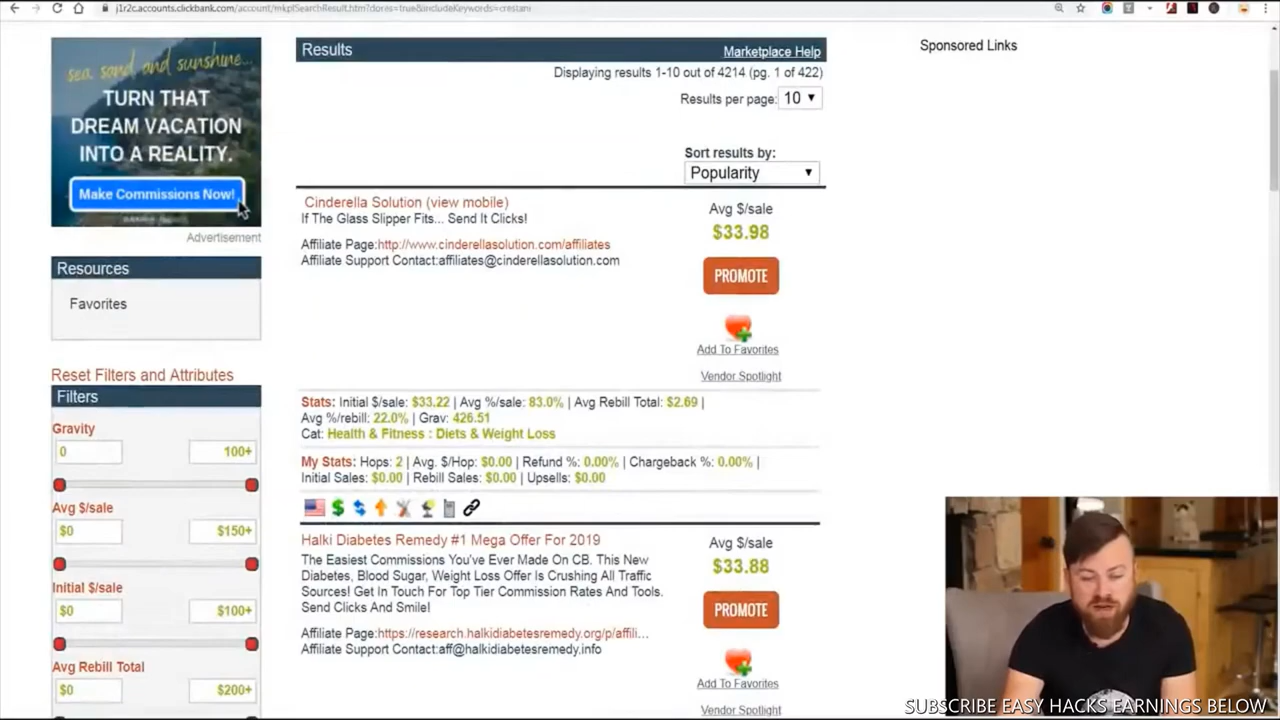 j1r2c.accounts.clickbank.com/account/mkplSearchResult.htm?dores=true&includeKeywords=crestani
sea sand and sunshine...
TURN THAT
DREAM VACATION
INTO A REALITY.
Make Commissions Now!
Advertisement
Resources
Favorites
Reset Filters and Attributes
Filters
Gravity
0 100+
Avg $/sale
$0 $150+
Initial $/sale
$0 $100+
Avg Rebill Total
$0 $200+
Results Marketplace Help
Displaying results 1-10 out of 4214 (pg. 1 of 422)
Results per page: 10
Sort results by:
Popularity
Cinderella Solution (view mobile)
If The Glass Slipper Fits... Send It Clicks!
Affiliate Page:http://www.cinderellasolution.com/affiliates
Affiliate Support Contact:affiliates@cinderellasolution.com
Avg $/sale
$33.98
PROMOTE
Add To Favorites
Vendor Spotlight
Stats: Initial $/sale: $33.22 | Avg %/sale: 83.0% | Avg Rebill Total: $2.69 |
Avg %/rebill: 22.0% | Grav: 426.51
Cat: Health & Fitness : Diets & Weight Loss
My Stats: Hops: 2 | Avg. $/Hop: $0.00 | Refund %: 0.00% | Chargeback %: 0.00% |
Initial Sales: $0.00 | Rebill Sales: $0.00 | Upsells: $0.00
Halki Diabetes Remedy #1 Mega Offer For 2019
The Easiest Commissions You've Ever Made On CB. This New
Diabetes, Blood Sugar, Weight Loss Offer Is Crushing All Traffic
Sources! Get In Touch For Top Tier Commission Rates And Tools.
Send Clicks And Smile!
Affiliate Page:https://research.halkidiabetesremedy.org/p/affili...
Affiliate Support Contact:aff@halkidiabetesremedy.info
Avg $/sale
$33.88
PROMOTE
Add To Favorites
Vendor Spotlight
Sponsored Links
SUBSCRIBE EASY HACKS EARNINGS BELOW